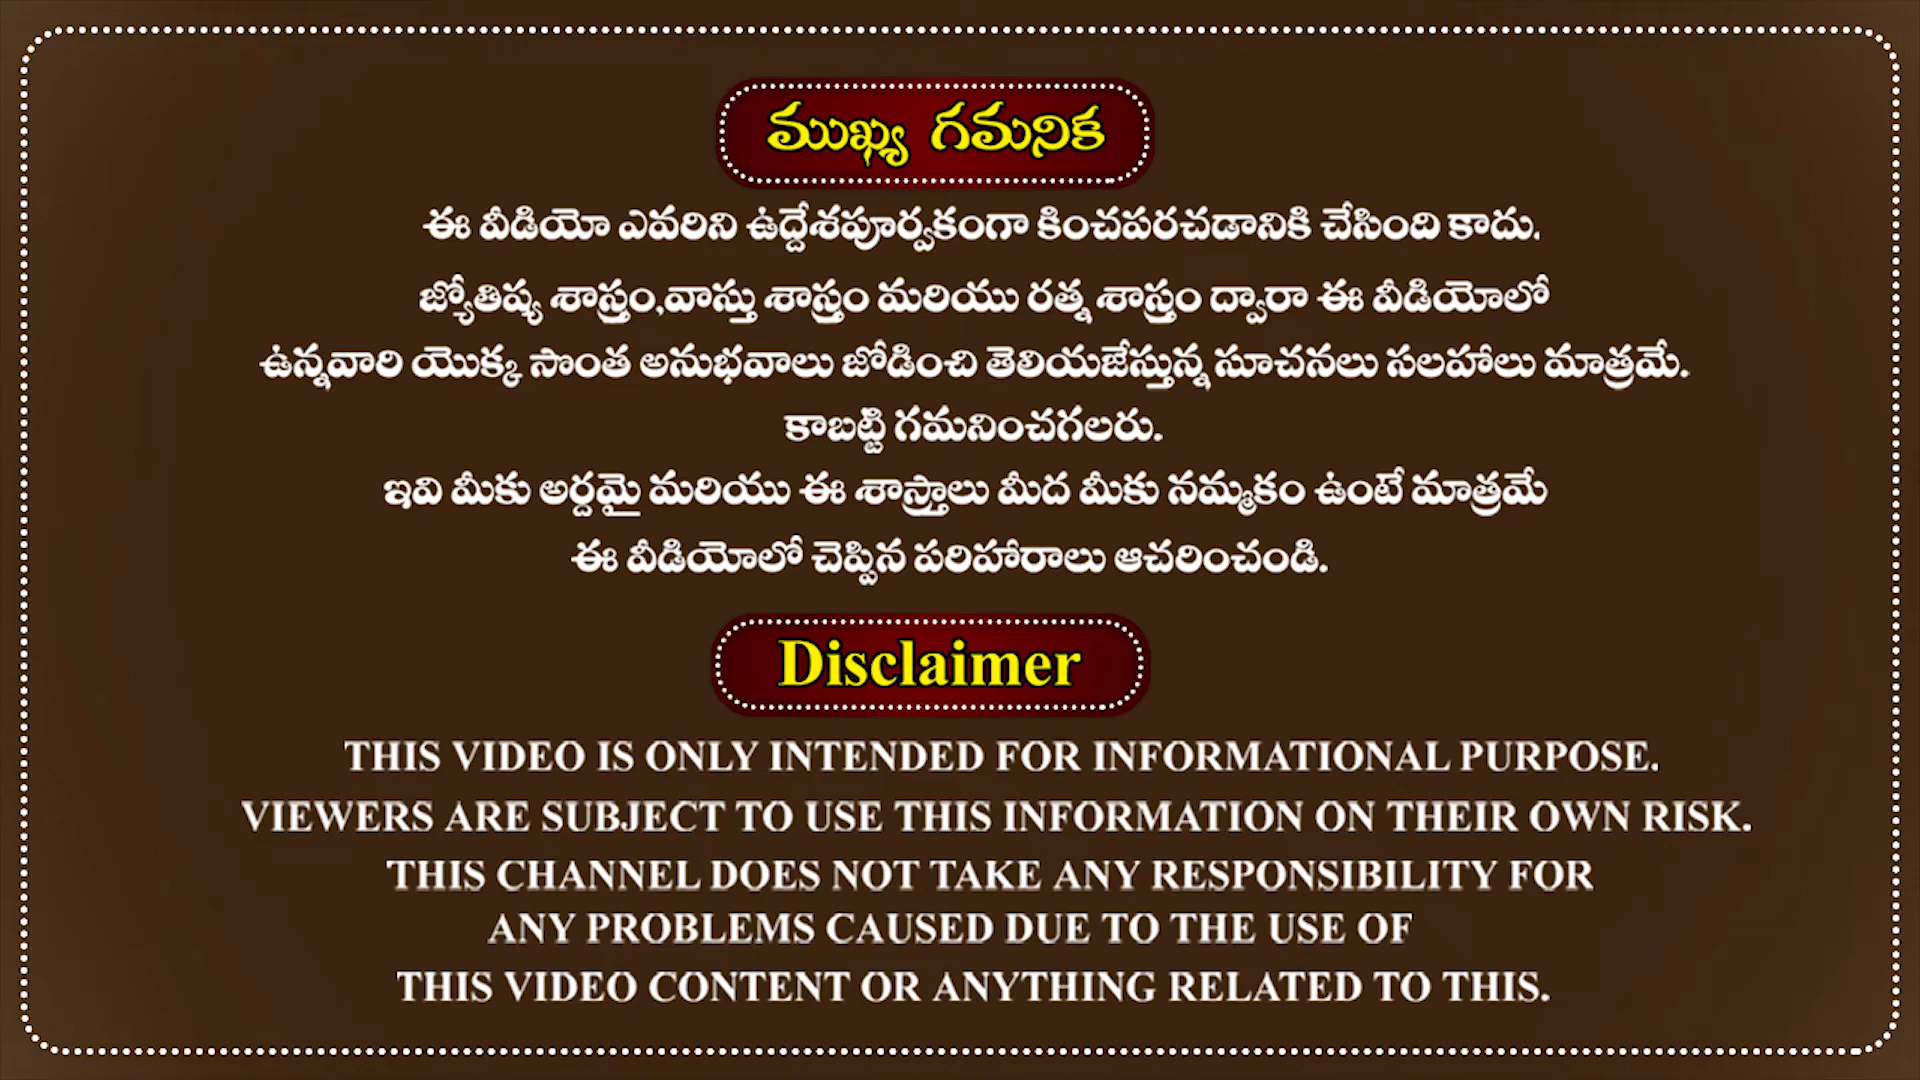 ముఖ్య గమనిక
ఈ వీడియో ఎవరిని ఉద్దేశపూర్వకంగా కించపరచడానికి చేసింది కాదు.
జ్యోతిష్య శాస్త్రం,వాస్తు శాస్త్రం మరియు రత్న శాస్త్రం ద్వారా ఈ వీడియోలో
ఉన్నవారి యొక్క సొంత అనుభవాలు జోడించి తెలియజేస్తున్న సూచనలు సలహాలు మాత్రమే.
కాబట్టి గమనించగలరు.
ఇవి మీకు అర్దమై మరియు ఈ శాస్త్రాలు మీద మీకు నమ్మకం ఉంటే మాత్రమే
ఈ వీడియోలో చెప్పిన పరిహారాలు ఆచరించండి.
Disclaimer
THIS VIDEO IS ONLY INTENDED FOR INFORMATIONAL PURPOSE.
VIEWERS ARE SUBJECT TO USE THIS INFORMATION ON THEIR OWN RISK.
THIS CHANNEL DOES NOT TAKE ANY RESPONSIBILITY FOR
ANY PROBLEMS CAUSED DUE TO THE USE OF
THIS VIDEO CONTENT OR ANYTHING RELATED TO THIS.